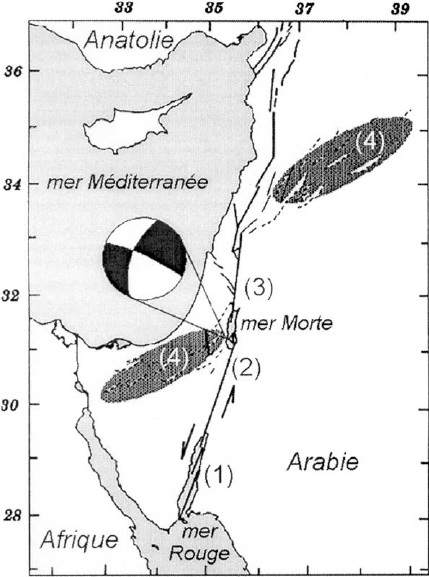 33 35 37 39
Anatolie
36
(4)
mer Méditerranée
34
(3)
32
mer Morte
(4)
(2)
30
Arabie
(1)
28
mer
Rouge
Afrique